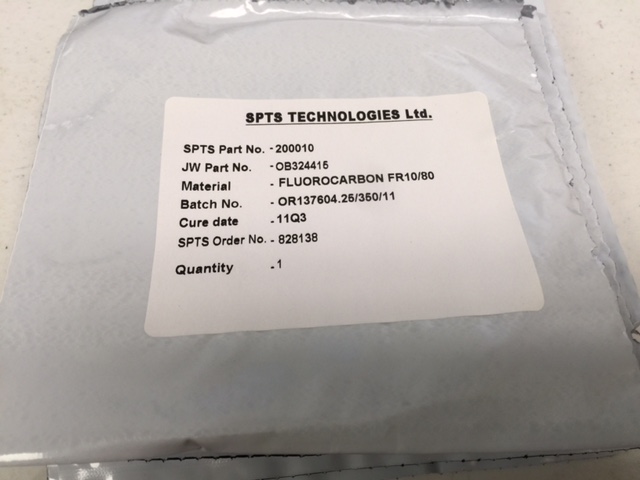 SPTS TECHNOLOGIES Ltd.
SPTS Part No. - 200010
JW Part No. - OB324415
Material - FLUOROCARBON FR10/80
Batch No. - OR137604.25/350/11
Cure date - 11Q3
SPTS Order No. - 828138
Quantity - 1